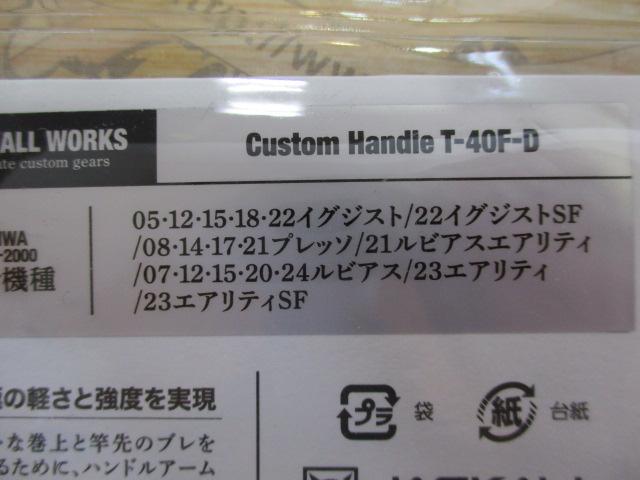 ALL WORKS
custom gears
Custom Handie T-40F-D
-2000
機種
05·12·15·18·22イグジスト/22イグジストSF
/08·14·17·21プレッソ/21ルビアスエアリティ
/07·12·15·20·24ルビアス/23エアリティ
/23エアリティSF
の軽さと強度を実現
な巻上と竿先のブレを
るために、ハンドルアーム
プラ 袋
紙 台紙